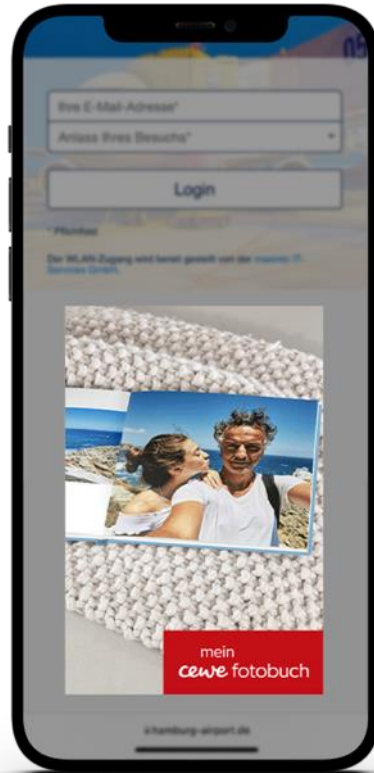 05
Ihre E-Mail-Adresse*
Anlass Ihres Besuchs*
Login
* Pflichtfeld
Der WLAN-Zugang wird bereit gestellt von der
Services GmbH.
mein
cewe fotobuch
hamburg-airport.de